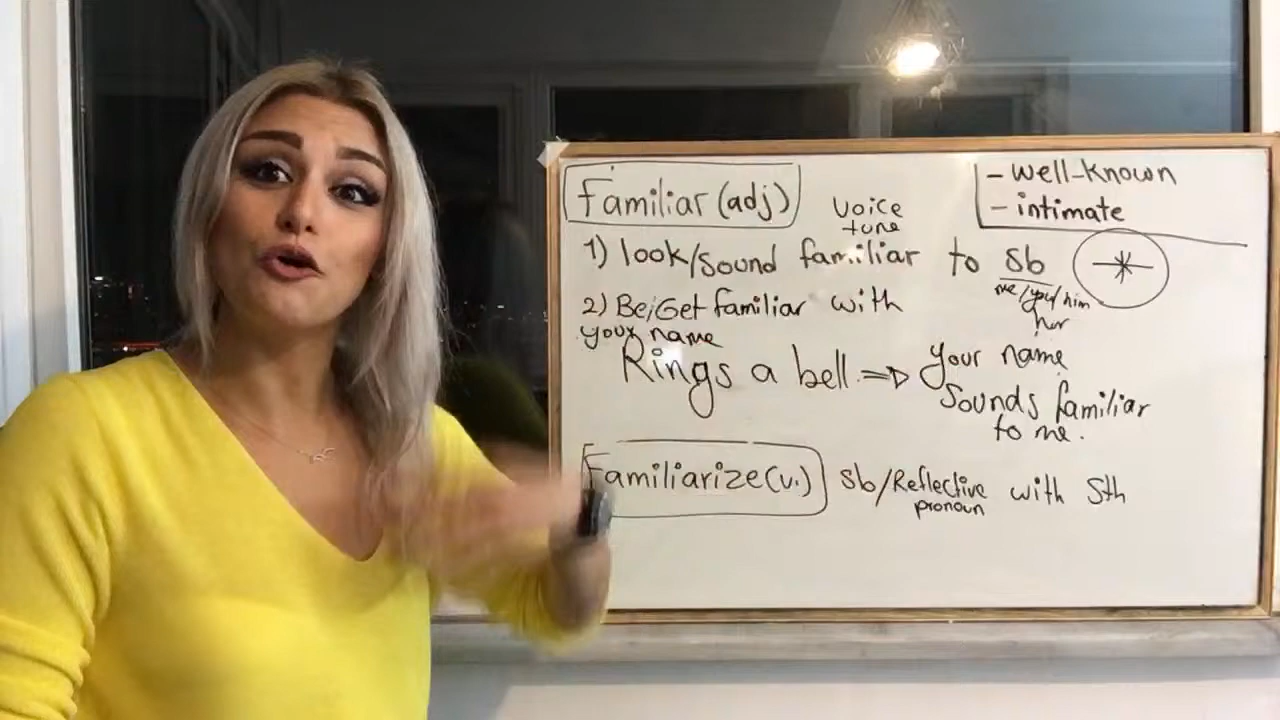 Familiar (adj)
- well-known
- intimate
voice
tune
1) look/sound familiar to sb
me/you/him
her
2) Be/Get familiar with
your name
Rings a bell => your name
sounds familiar
to me.
Familiarize (v.) sb/Reflective with sth
pronoun